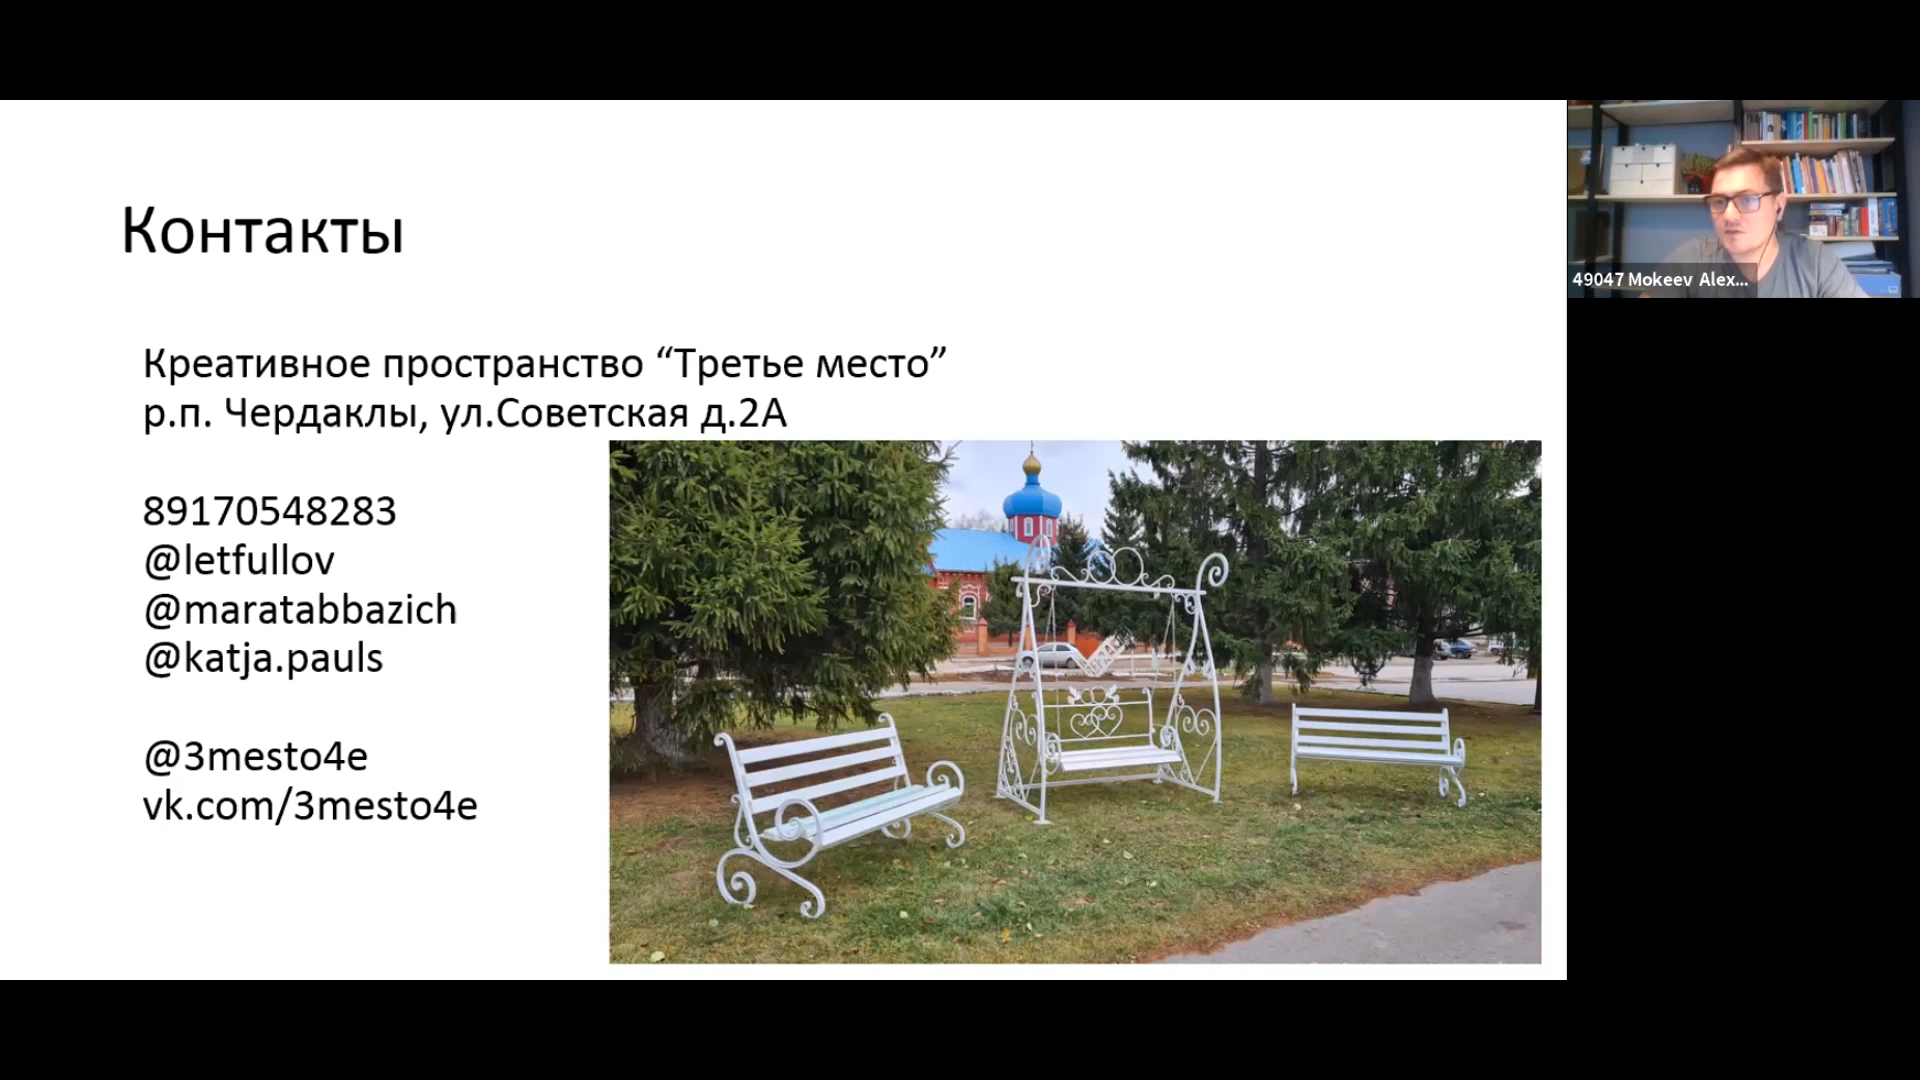 Контакты
Креативное пространство “Третье место”
р.п. Чердаклы, ул.Советская д.2А
89170548283
@letfullov
@maratabbazich
@katja.pauls
@3mesto4e
vk.com/3mesto4e
49047 Mokeev Alex...